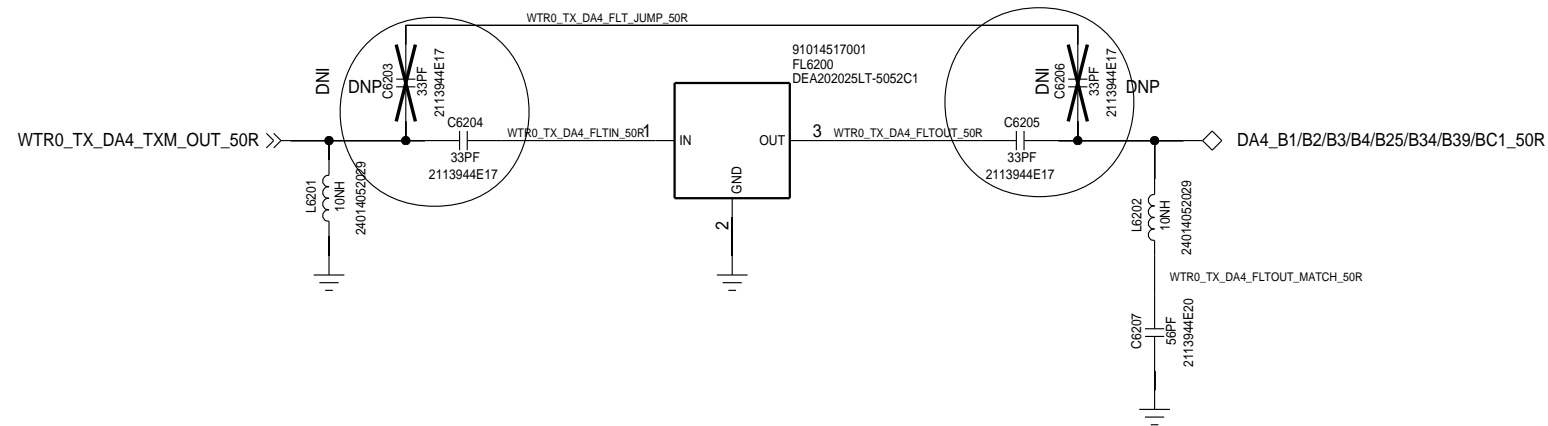 WTR0_TX_DA4_FLT_JUMP_50R
DNI
DNP
C6203
33PF
2113944E17
91014517001
FL6200
DEA202025LT-5052C1
DNI
C6206
33PF
2113944E17
DNP
WTR0_TX_DA4_TXM_OUT_50R
C6204
33PF
2113944E17
WTR0_TX_DA4_FLTIN_50R
1
IN
OUT
GND
2
3
WTR0_TX_DA4_FLTOUT_50R
C6205
33PF
2113944E17
DA4_B1/B2/B3/B4/B25/B34/B39/BC1_50R
L6201
10NH
24014052029
L6202
10NH
24014052029
WTR0_TX_DA4_FLTOUT_MATCH_50R
C6207
56PF
2113944E20